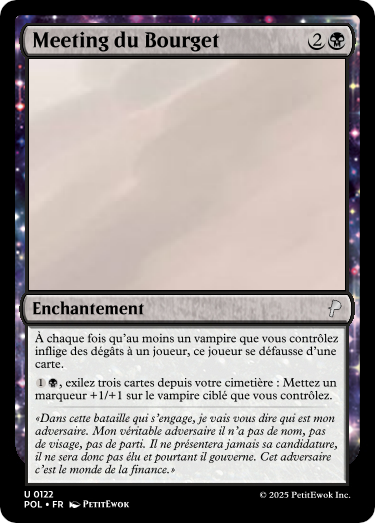 Meeting du Bourget
2
Enchantement
À chaque fois qu'au moins un vampire que vous contrôlez
inflige des dégâts à un joueur, ce joueur se défausse d'une
carte.
1 , exilez trois cartes depuis votre cimetière : Mettez un
marqueur +1/+1 sur le vampire ciblé que vous contrôlez.
«Dans cette bataille qui s'engage, je vais vous dire qui est mon
adversaire. Mon véritable adversaire il n'a pas de nom, pas
de visage, pas de parti. Il ne présentera jamais sa candidature,
il ne sera donc pas élu et pourtant il gouverne. Cet adversaire
c'est le monde de la finance.»
U 0122
POL • FR PetitEwok
© 2025 PetitEwok Inc.